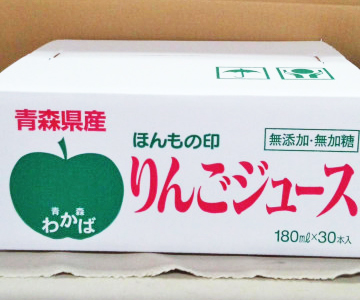 青森県産
ほんもの印
無添加・無加糖
りんごジュース
青森
わかば
180ml×30本入